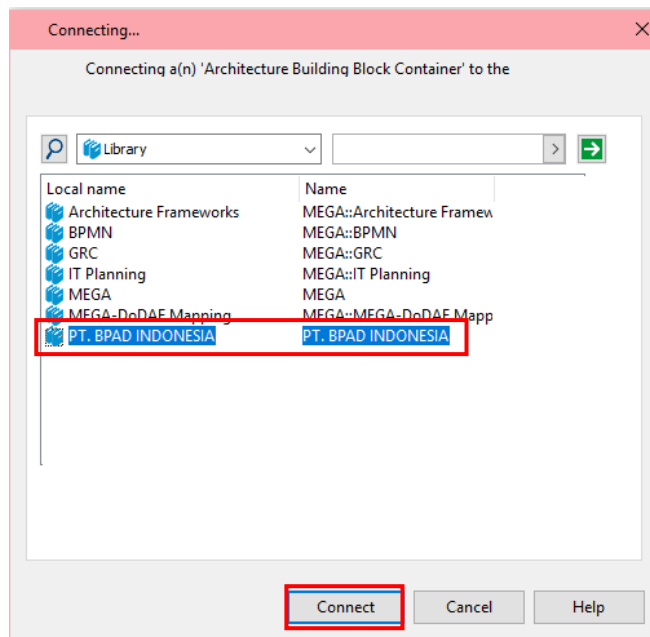 Connecting...
Connecting a(n) 'Architecture Building Block Container' to the
Library
Local name Name
Architecture Frameworks MEGA::Architecture Framew
BPMN MEGA::BPMN
GRC MEGA::GRC
IT Planning MEGA::IT Planning
MEGA MEGA
MEGA-DoDAF Mapping MEGA::MEGA-DoDAF Mapp
PT. BPAD INDONESIA PT. BPAD INDONESIA
Connect Cancel Help